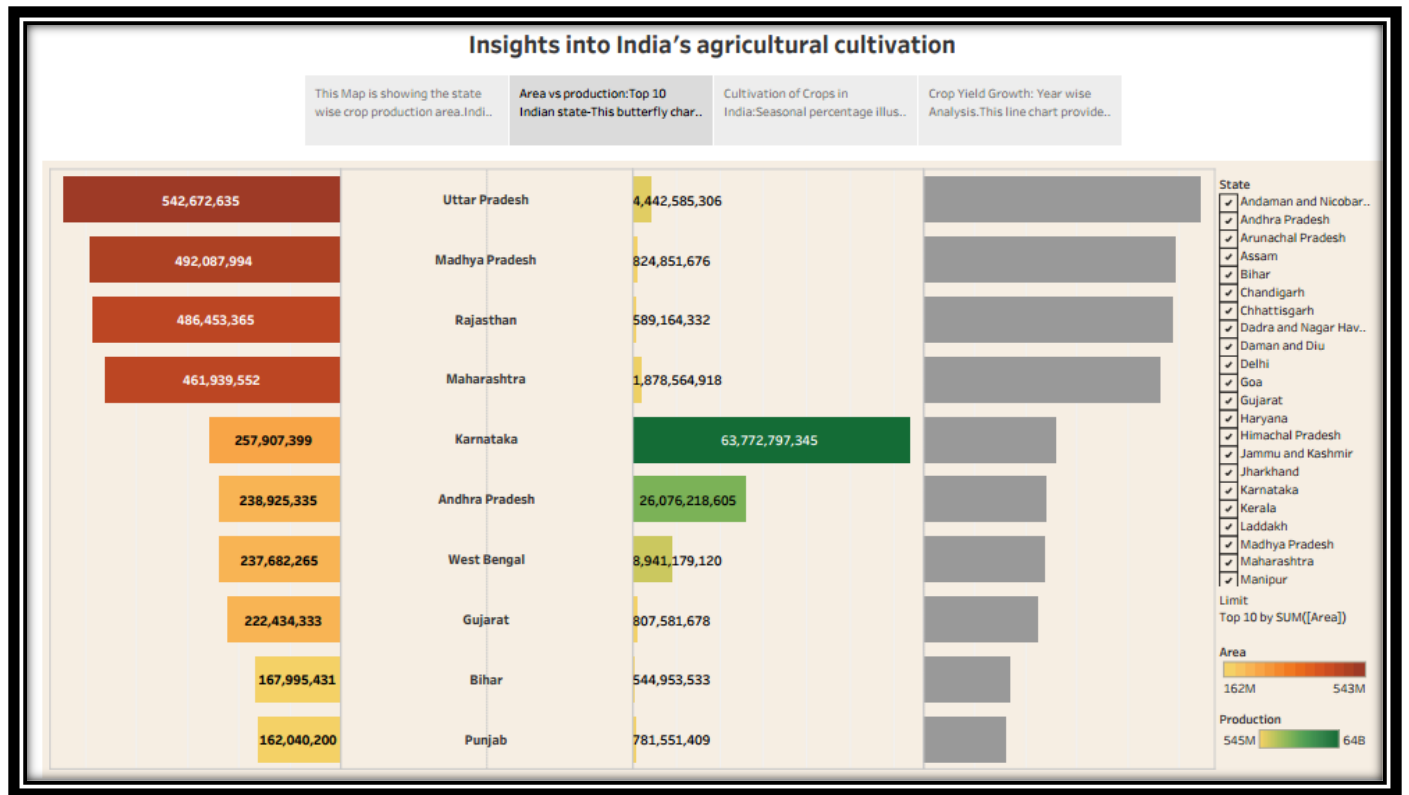 Insights into India's agricultural cultivation
This Map is showing the state
wise crop production area.Indi..
Area vs production:Top 10
Indian state-This butterfly char..
Cultivation of Crops in
India:Seasonal percentage illus..
Crop Yield Growth: Year wise
Analysis.This line chart provide..
542,672,635 Uttar Pradesh 4,442,585,306
492,087,994 Madhya Pradesh 824,851,676
486,453,365 Rajasthan 589,164,332
461,939,552 Maharashtra 1,878,564,918
257,907,399 Karnataka 63,772,797,345
238,925,335 Andhra Pradesh 26,076,218,605
237,682,265 West Bengal 8,941,179,120
222,434,333 Gujarat 807,581,678
167,995,431 Bihar 544,953,533
162,040,200 Punjab 781,551,409
State
Andaman and Nicobar..
Andhra Pradesh
Arunachal Pradesh
Assam
Bihar
Chandigarh
Chhattisgarh
Dadra and Nagar Hav..
Daman and Diu
Delhi
Goa
Gujarat
Haryana
Himachal Pradesh
Jammu and Kashmir
Jharkhand
Karnataka
Kerala
Laddakh
Madhya Pradesh
Maharashtra
Manipur
Limit
Top 10 by SUM([Area])
Area
162M 543M
Production
545M 64B